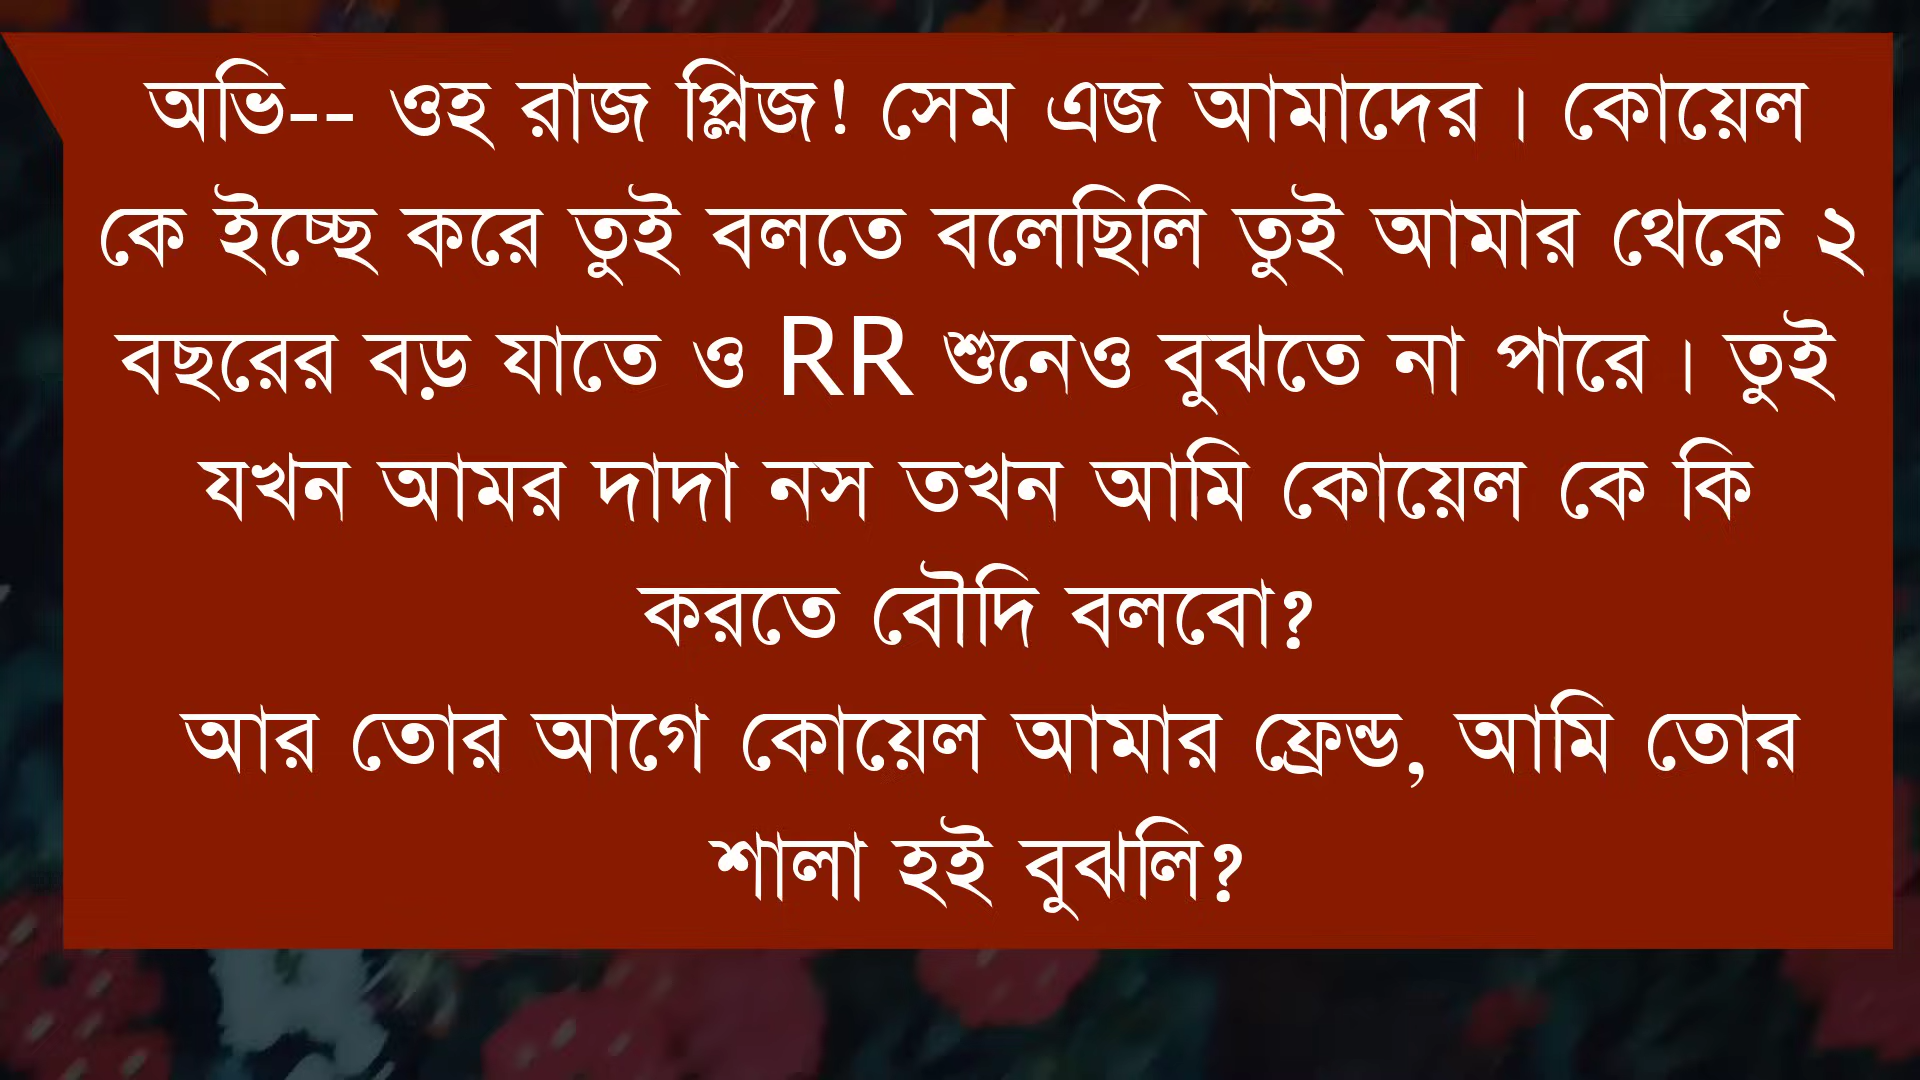 অভি-- ওহ রাজ প্লিজ! সেম এজ আমাদের। কোয়েল
কে ইচ্ছে করে তুই বলতে বলেছিলি তুই আমার থেকে ২
বছরের বড় যাতে ও RR শুনেও বুঝতে না পারে। তুই
যখন আমর দাদা নস তখন আমি কোয়েল কে কি
করতে বৌদি বলবো?
আর তোর আগে কোয়েল আমার ফ্রেন্ড, আমি তোর
শালা হই বুঝলি?